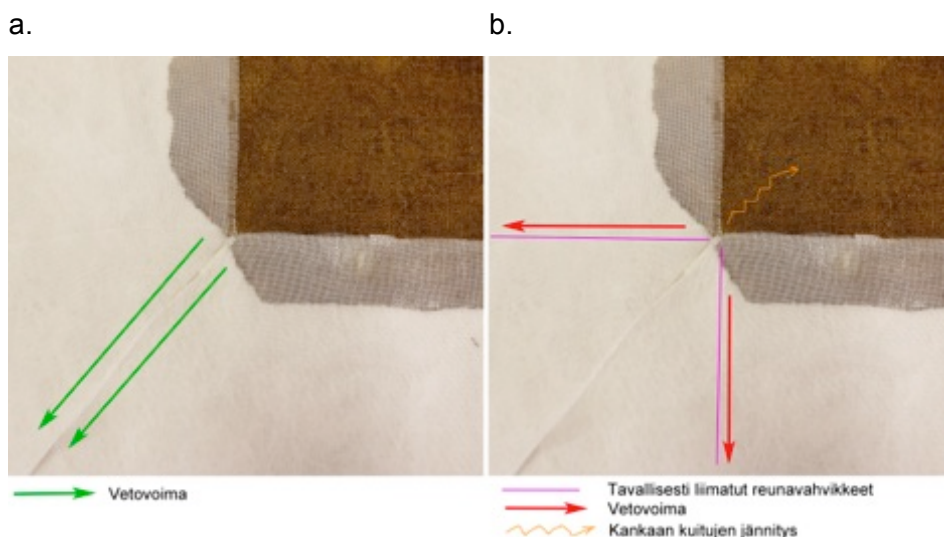 a.
b.
Vetovoima
Tavallisesti liimatut reunavahvikkeet
Vetovoima
Kankaan kuitujen jännitys